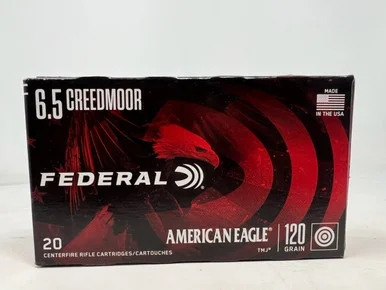 6.5 CREEDMOOR
MADE
IN THE USA
FEDERAL
20
CENTERFIRE RIFLE CARTRIDGES/CARTOUCHES
AMERICAN EAGLE®
TMJ®
120
GRAIN